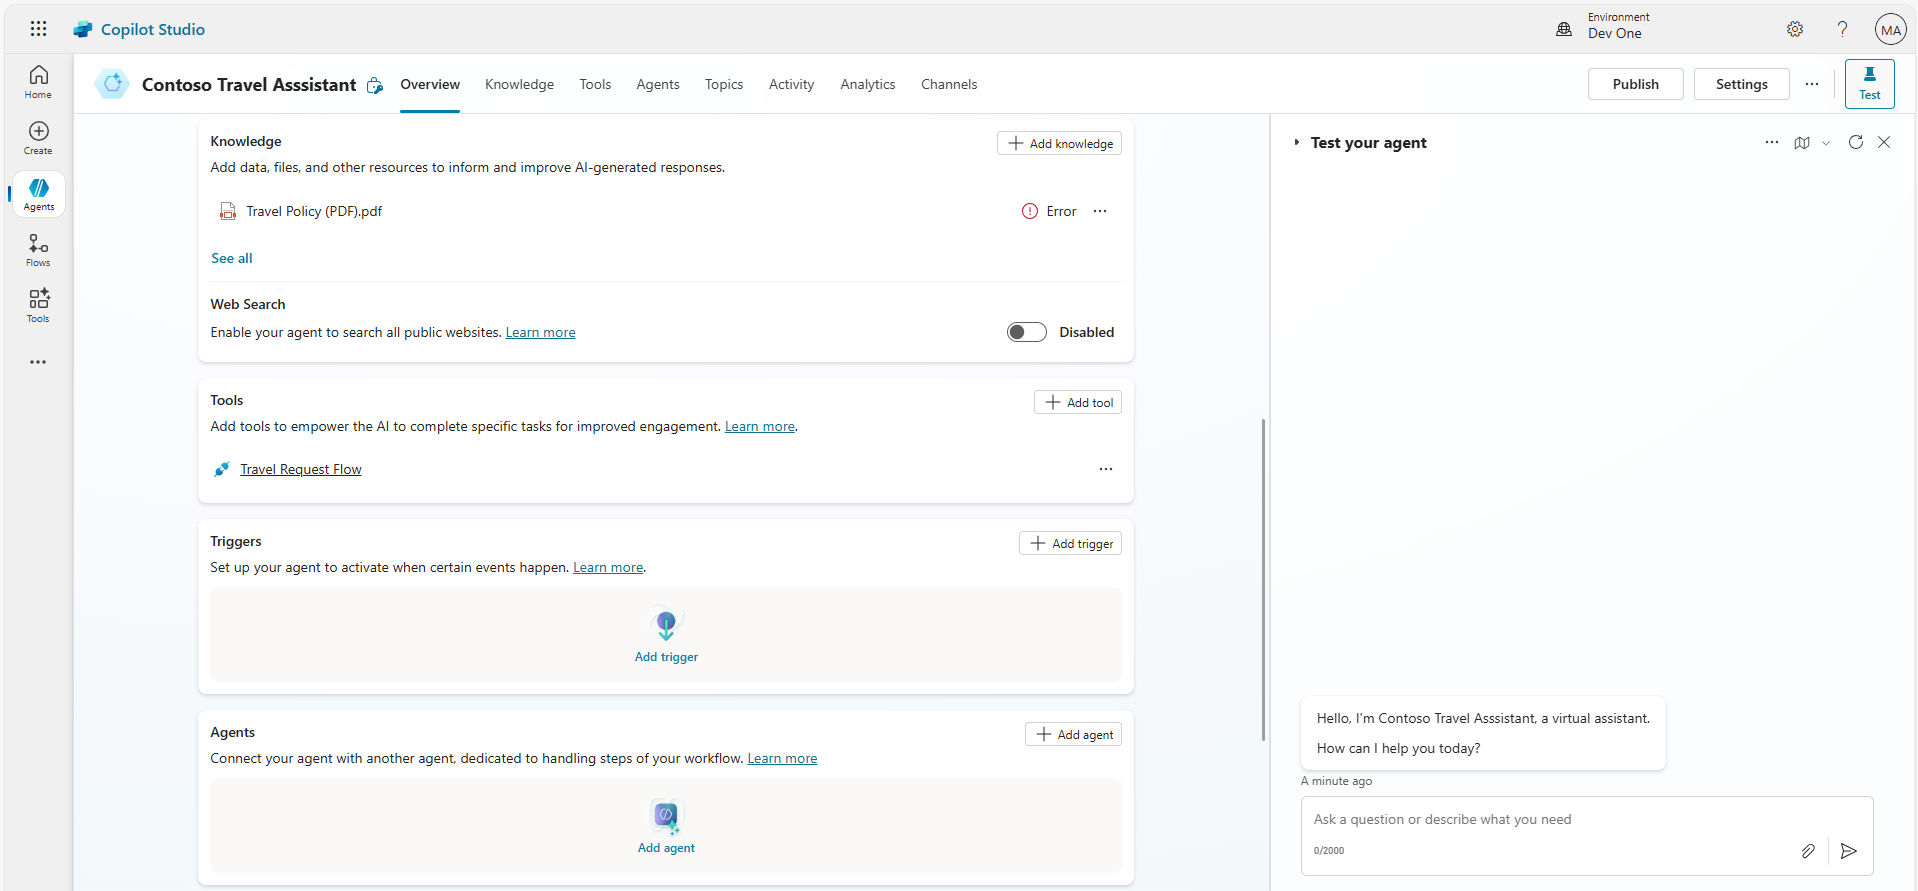 Copilot Studio
Environment
Dev One
MA
Home
Create
Agents
Flows
Tools
Contoso Travel Asssistant
Overview
Knowledge
Tools
Agents
Topics
Activity
Analytics
Channels
Publish
Settings
Test
Knowledge
Add knowledge
Add data, files, and other resources to inform and improve AI-generated responses.
Travel Policy (PDF).pdf
Error
See all
Web Search
Enable your agent to search all public websites. Learn more
Disabled
Tools
Add tool
Add tools to empower the AI to complete specific tasks for improved engagement. Learn more.
Travel Request Flow
Triggers
Add trigger
Set up your agent to activate when certain events happen. Learn more.
Add trigger
Agents
Add agent
Connect your agent with another agent, dedicated to handling steps of your workflow. Learn more
Add agent
Test your agent
Hello, I'm Contoso Travel Asssistant, a virtual assistant.
How can I help you today?
A minute ago
Ask a question or describe what you need
0/2000